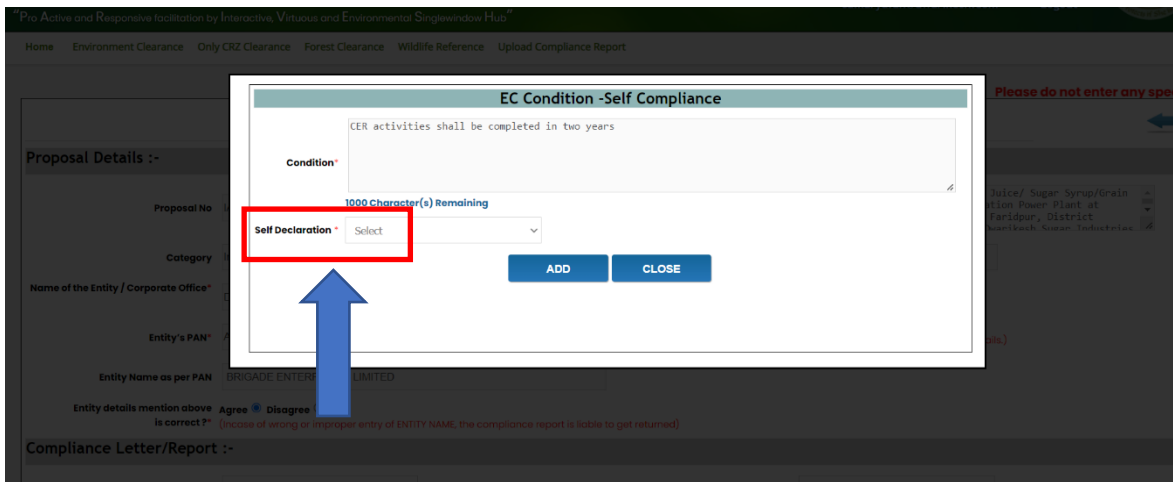 "Pro Active and Responsive facilitation by Interactive, Virtuous and Environmental Singlewindow Hub"
Home Environment Clearance Only CRZ Clearance Forest Clearance Wildlife Reference Upload Compliance Report
Please do not enter any spe
EC Condition -Self Compliance
CER activities shall be completed in two years
Condition*
1000 Character(s) Remaining
Self Declaration * Select
ADD CLOSE
Proposal Details :-
Proposal No
Juice/ Sugar Syrup/Grain
ation Power Plant at
Faridpur, District
Dwarikesh Sugar Industries
Category
Name of the Entity / Corporate Office*
Entity's PAN*
ails.)
Entity Name as per PAN BRIGADE ENTER LIMITED
Entity details mention above is correct ?* Agree Disagree
(Incase of wrong or improper entry of ENTITY NAME, the compliance report is liable to get returned)
Compliance Letter/Report :-